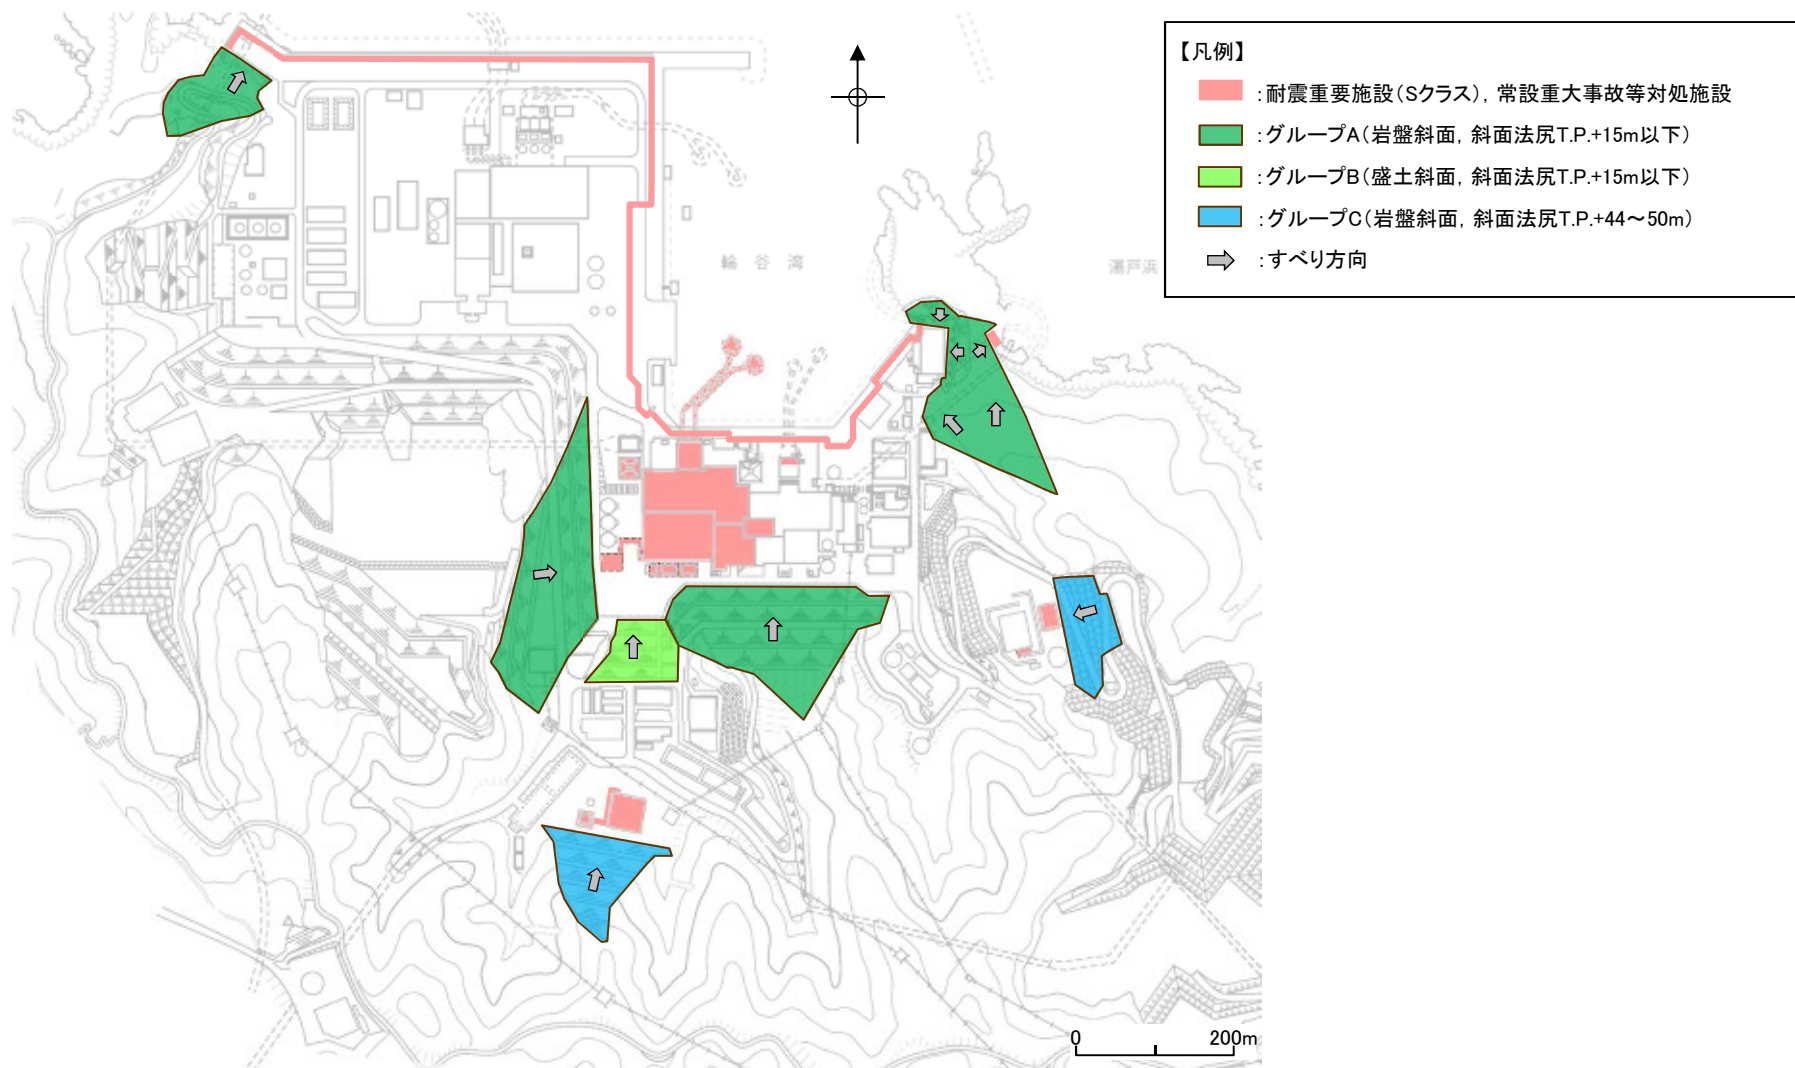 【凡例】
：耐震重要施設（Sクラス），常設重大事故等対処施設
：グループA（岩盤斜面，斜面法尻T.P.+15m以下）
：グループB（盛土斜面，斜面法尻T.P.+15m以下）
：グループC（岩盤斜面，斜面法尻T.P.+44～50m）
：すべり方向
輪谷湾
湯戸浜
0 200m